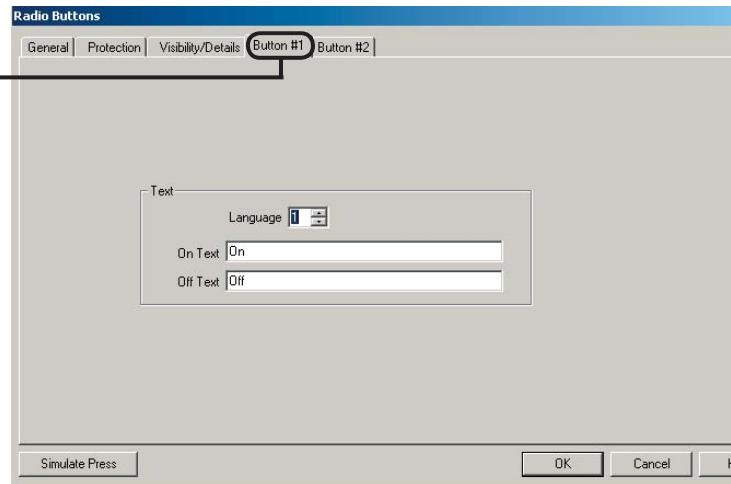 Radio Buttons
General Protection Visibility/Details Button #1 Button #2
Text
Language 1
On Text On
Off Text Off
Simulate Press OK Cancel H